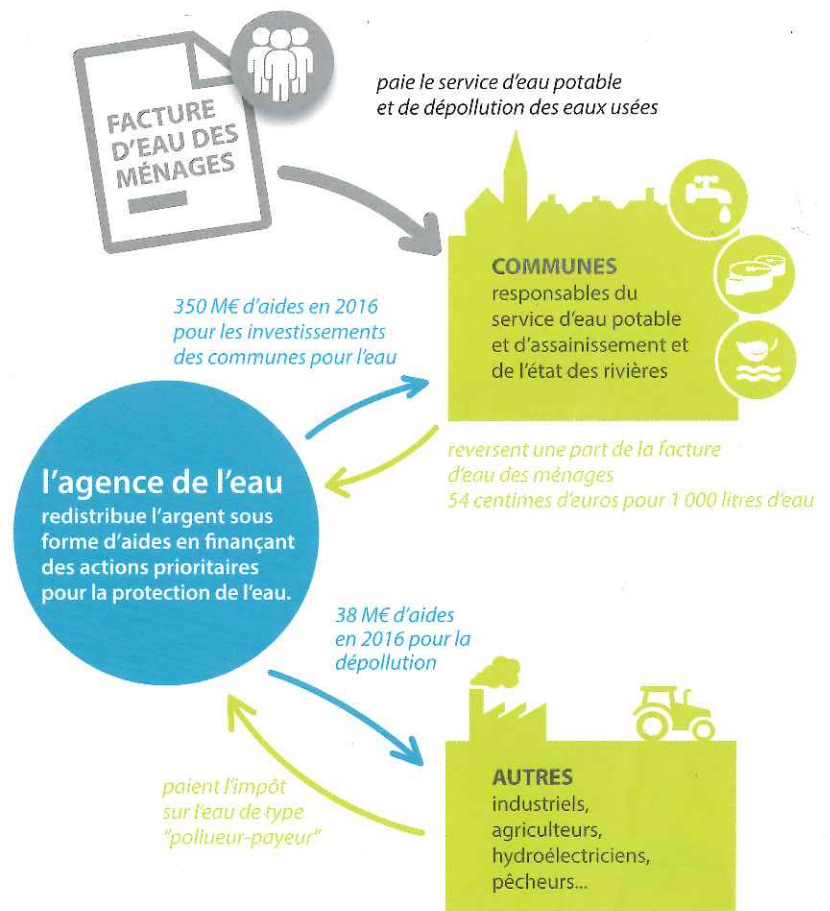 FACTURE
D'EAU DES
MÉNAGES
paie le service d'eau potable
et de dépollution des eaux usées
COMMUNES
responsables du
service d'eau potable
et d'assainissement et
de l'état des rivières
350 M€ d'aides en 2016
pour les investissements
des communes pour l'eau
reversent une part de la facture
d'eau des ménages
54 centimes d'euros pour 1 000 litres d'eau
l'agence de l'eau
redistribue l'argent sous
forme d'aides en finançant
des actions prioritaires
pour la protection de l'eau.
38 M€ d'aides
en 2016 pour la
dépollution
paient l'impôt
sur l'eau de type
"pollueur-payeur"
AUTRES
industriels,
agriculteurs,
hydroélectriciens,
pêcheurs...